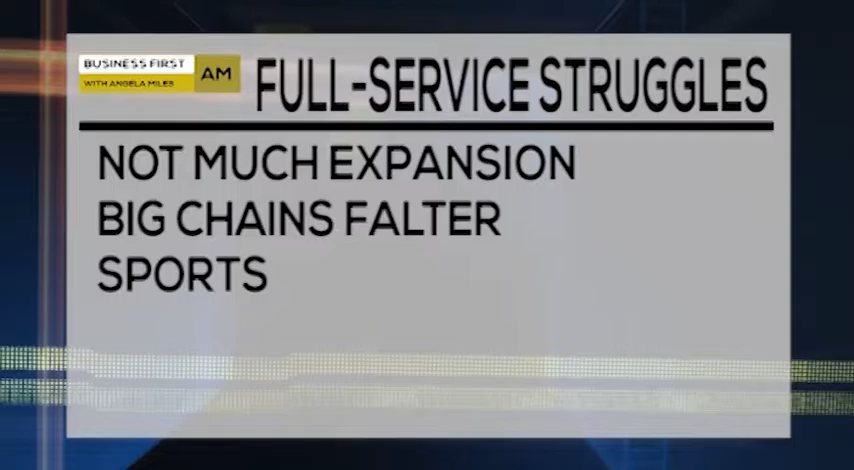 BUSINESS FIRST
WITH ANGELA MILES
AM
FULL-SERVICE STRUGGLES
NOT MUCH EXPANSION
BIG CHAINS FALTER
SPORTS